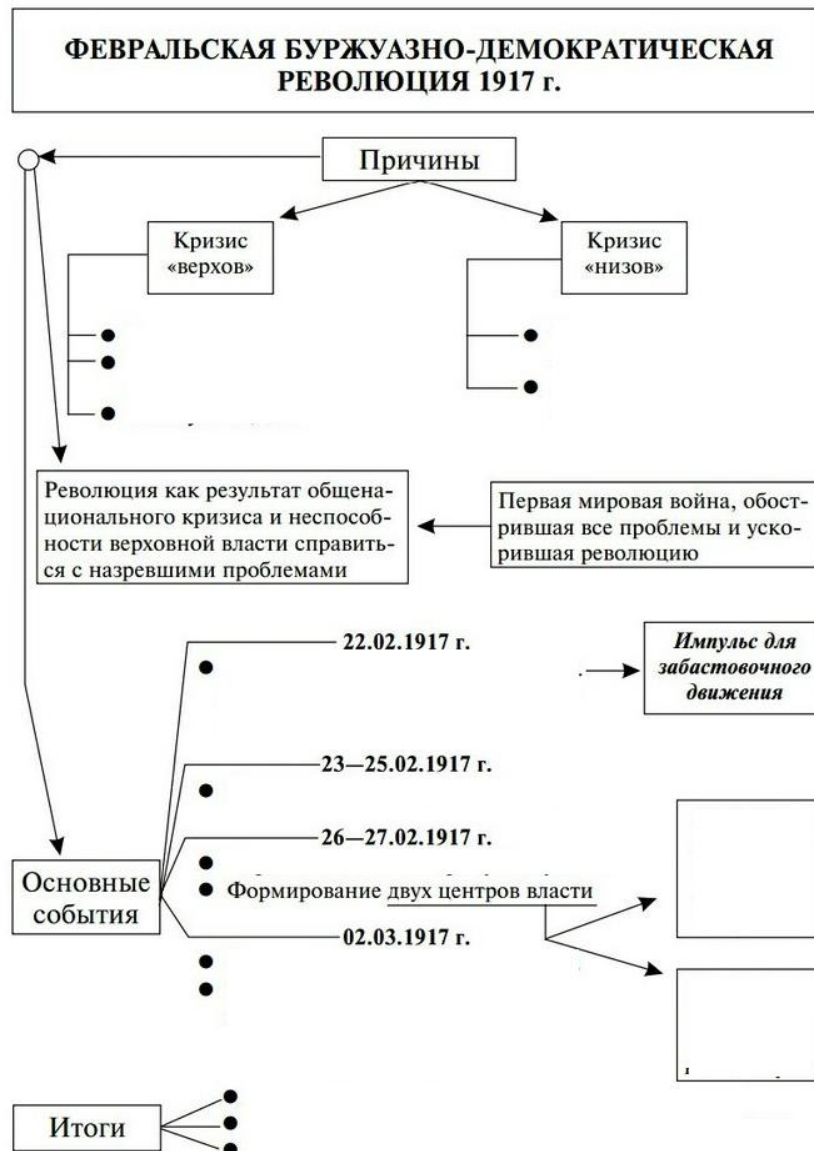 ФЕВРАЛЬСКАЯ БУРЖУАЗНО-ДЕМОКРАТИЧЕСКАЯ
РЕВОЛЮЦИЯ 1917 г.
Причины
Кризис
«верхов»
Кризис
«низов»
Революция как результат общена-
ционального кризиса и неспособ-
ности верховной власти справить-
ся с назревшими проблемами
Первая мировая война, обост-
рившая все проблемы и уско-
рившая революцию
22.02.1917 г.
Импульс для
забастовочного
движения
23—25.02.1917 г.
26—27.02.1917 г.
Основные
события
Формирование двух центров власти
02.03.1917 г.
Итоги